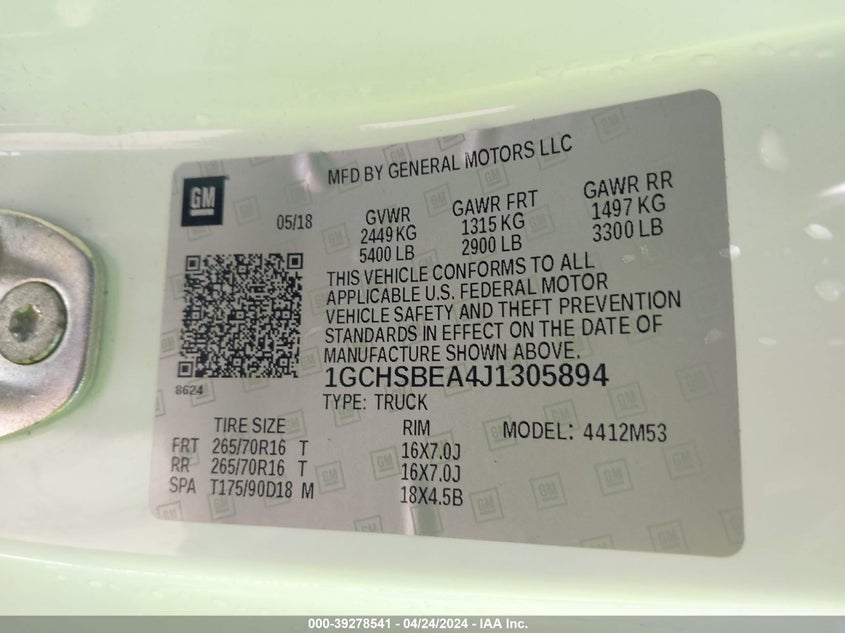 MFD BY GENERAL MOTORS LLC
GM
05/18
GVWR GAWR FRT GAWR RR
2449 KG 1315 KG 1497 KG
5400 LB 2900 LB 3300 LB
THIS VEHICLE CONFORMS TO ALL
APPLICABLE U.S. FEDERAL MOTOR
VEHICLE SAFETY AND THEFT PREVENTION
STANDARDS IN EFFECT ON THE DATE OF
MANUFACTURE SHOWN ABOVE.
8624
1GCHSBEA4J1305894
TYPE: TRUCK
TIRE SIZE RIM MODEL: 4412M53
FRT 265/70R16 T 16X7.0J
RR 265/70R16 T 16X7.0J
SPA T175/90D18 M 18X4.5B
000-39278541 - 04/24/2024 - IAA Inc.